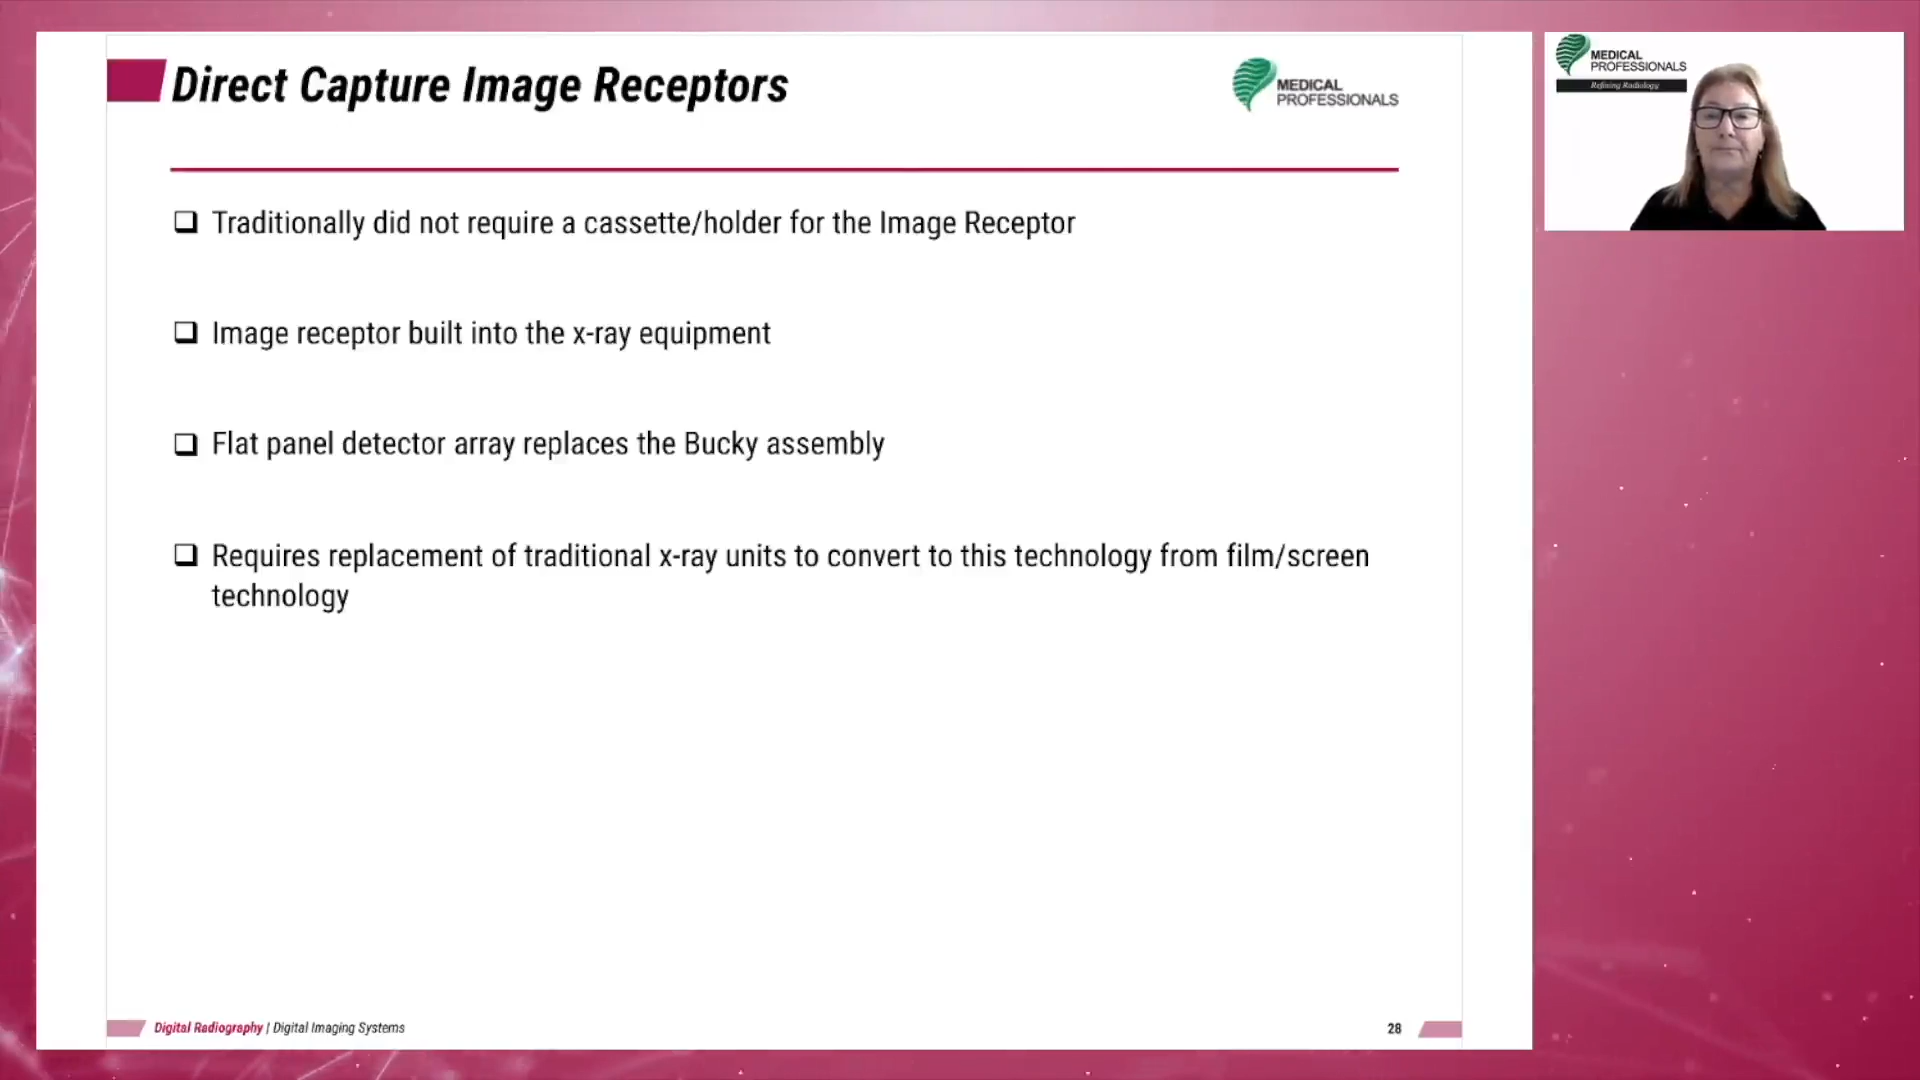 Direct Capture Image Receptors
MEDICAL
PROFESSIONALS
Traditionally did not require a cassette/holder for the Image Receptor
Image receptor built into the x-ray equipment
Flat panel detector array replaces the Bucky assembly
Requires replacement of traditional x-ray units to convert to this technology from film/screen
technology
Digital Radiography | Digital Imaging Systems
28
MEDICAL
PROFESSIONALS
Refining Radiology